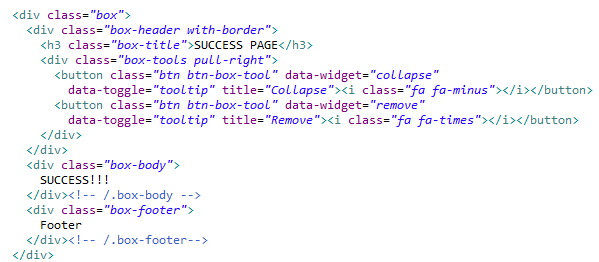 <div class="box">
<div class="box-header with-border">
<h3 class="box-title">SUCCESS PAGE</h3>
<div class="box-tools pull-right">
<button class="btn btn-box-tool" data-widget="collapse"
data-toggle="tooltip" title="Collapse"><i class="fa fa-minus"></i></button>
<button class="btn btn-box-tool" data-widget="remove"
data-toggle="tooltip" title="Remove"><i class="fa fa-times"></i></button>
</div>
</div>
<div class="box-body">
SUCCESS!!!
</div><!-- /.box-body -->
<div class="box-footer">
Footer
</div><!-- /.box-footer-->
</div>